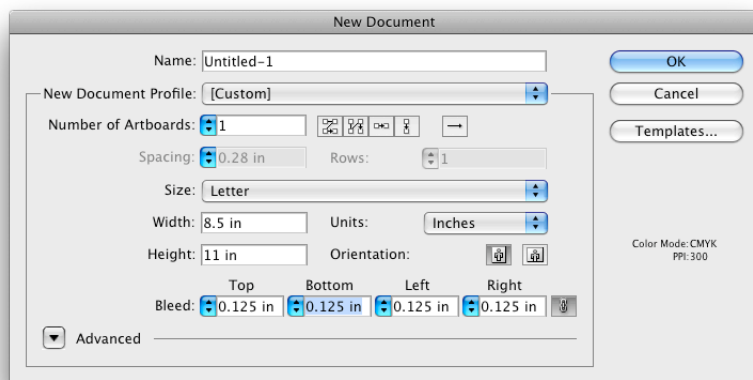 New Document
Name: Untitled-1
OK
New Document Profile: [Custom]
Cancel
Number of Artboards: 1
Templates...
Spacing: 0.28 in Rows: 1
Size: Letter
Width: 8.5 in Units: Inches
Height: 11 in Orientation:
Color Mode:CMYK
PPI:300
Top Bottom Left Right
Bleed: 0.125 in 0.125 in 0.125 in 0.125 in
Advanced